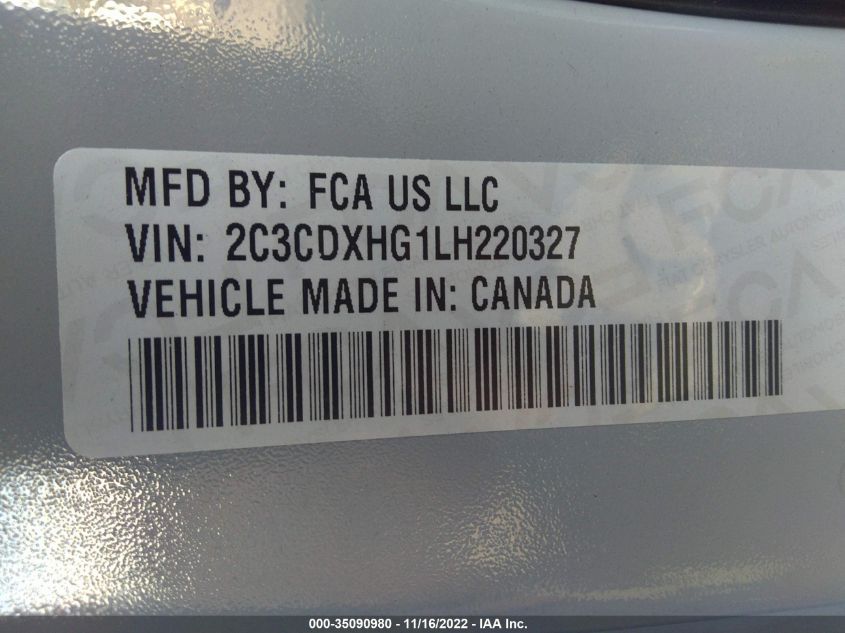 MFD BY: FCA US LLC
VIN: 2C3CDXHG1LH220327
VEHICLE MADE IN: CANADA
000-35090980 - 11/16/2022 - IAA Inc.